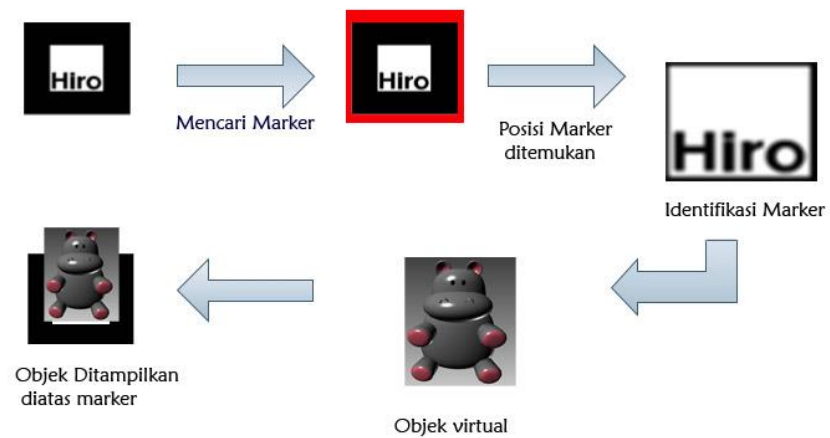 Hiro
Mencari Marker
Hiro
Posisi Marker
ditemukan
Hiro
Identifikasi Marker
Objek virtual
Objek Ditampilkan
diatas marker